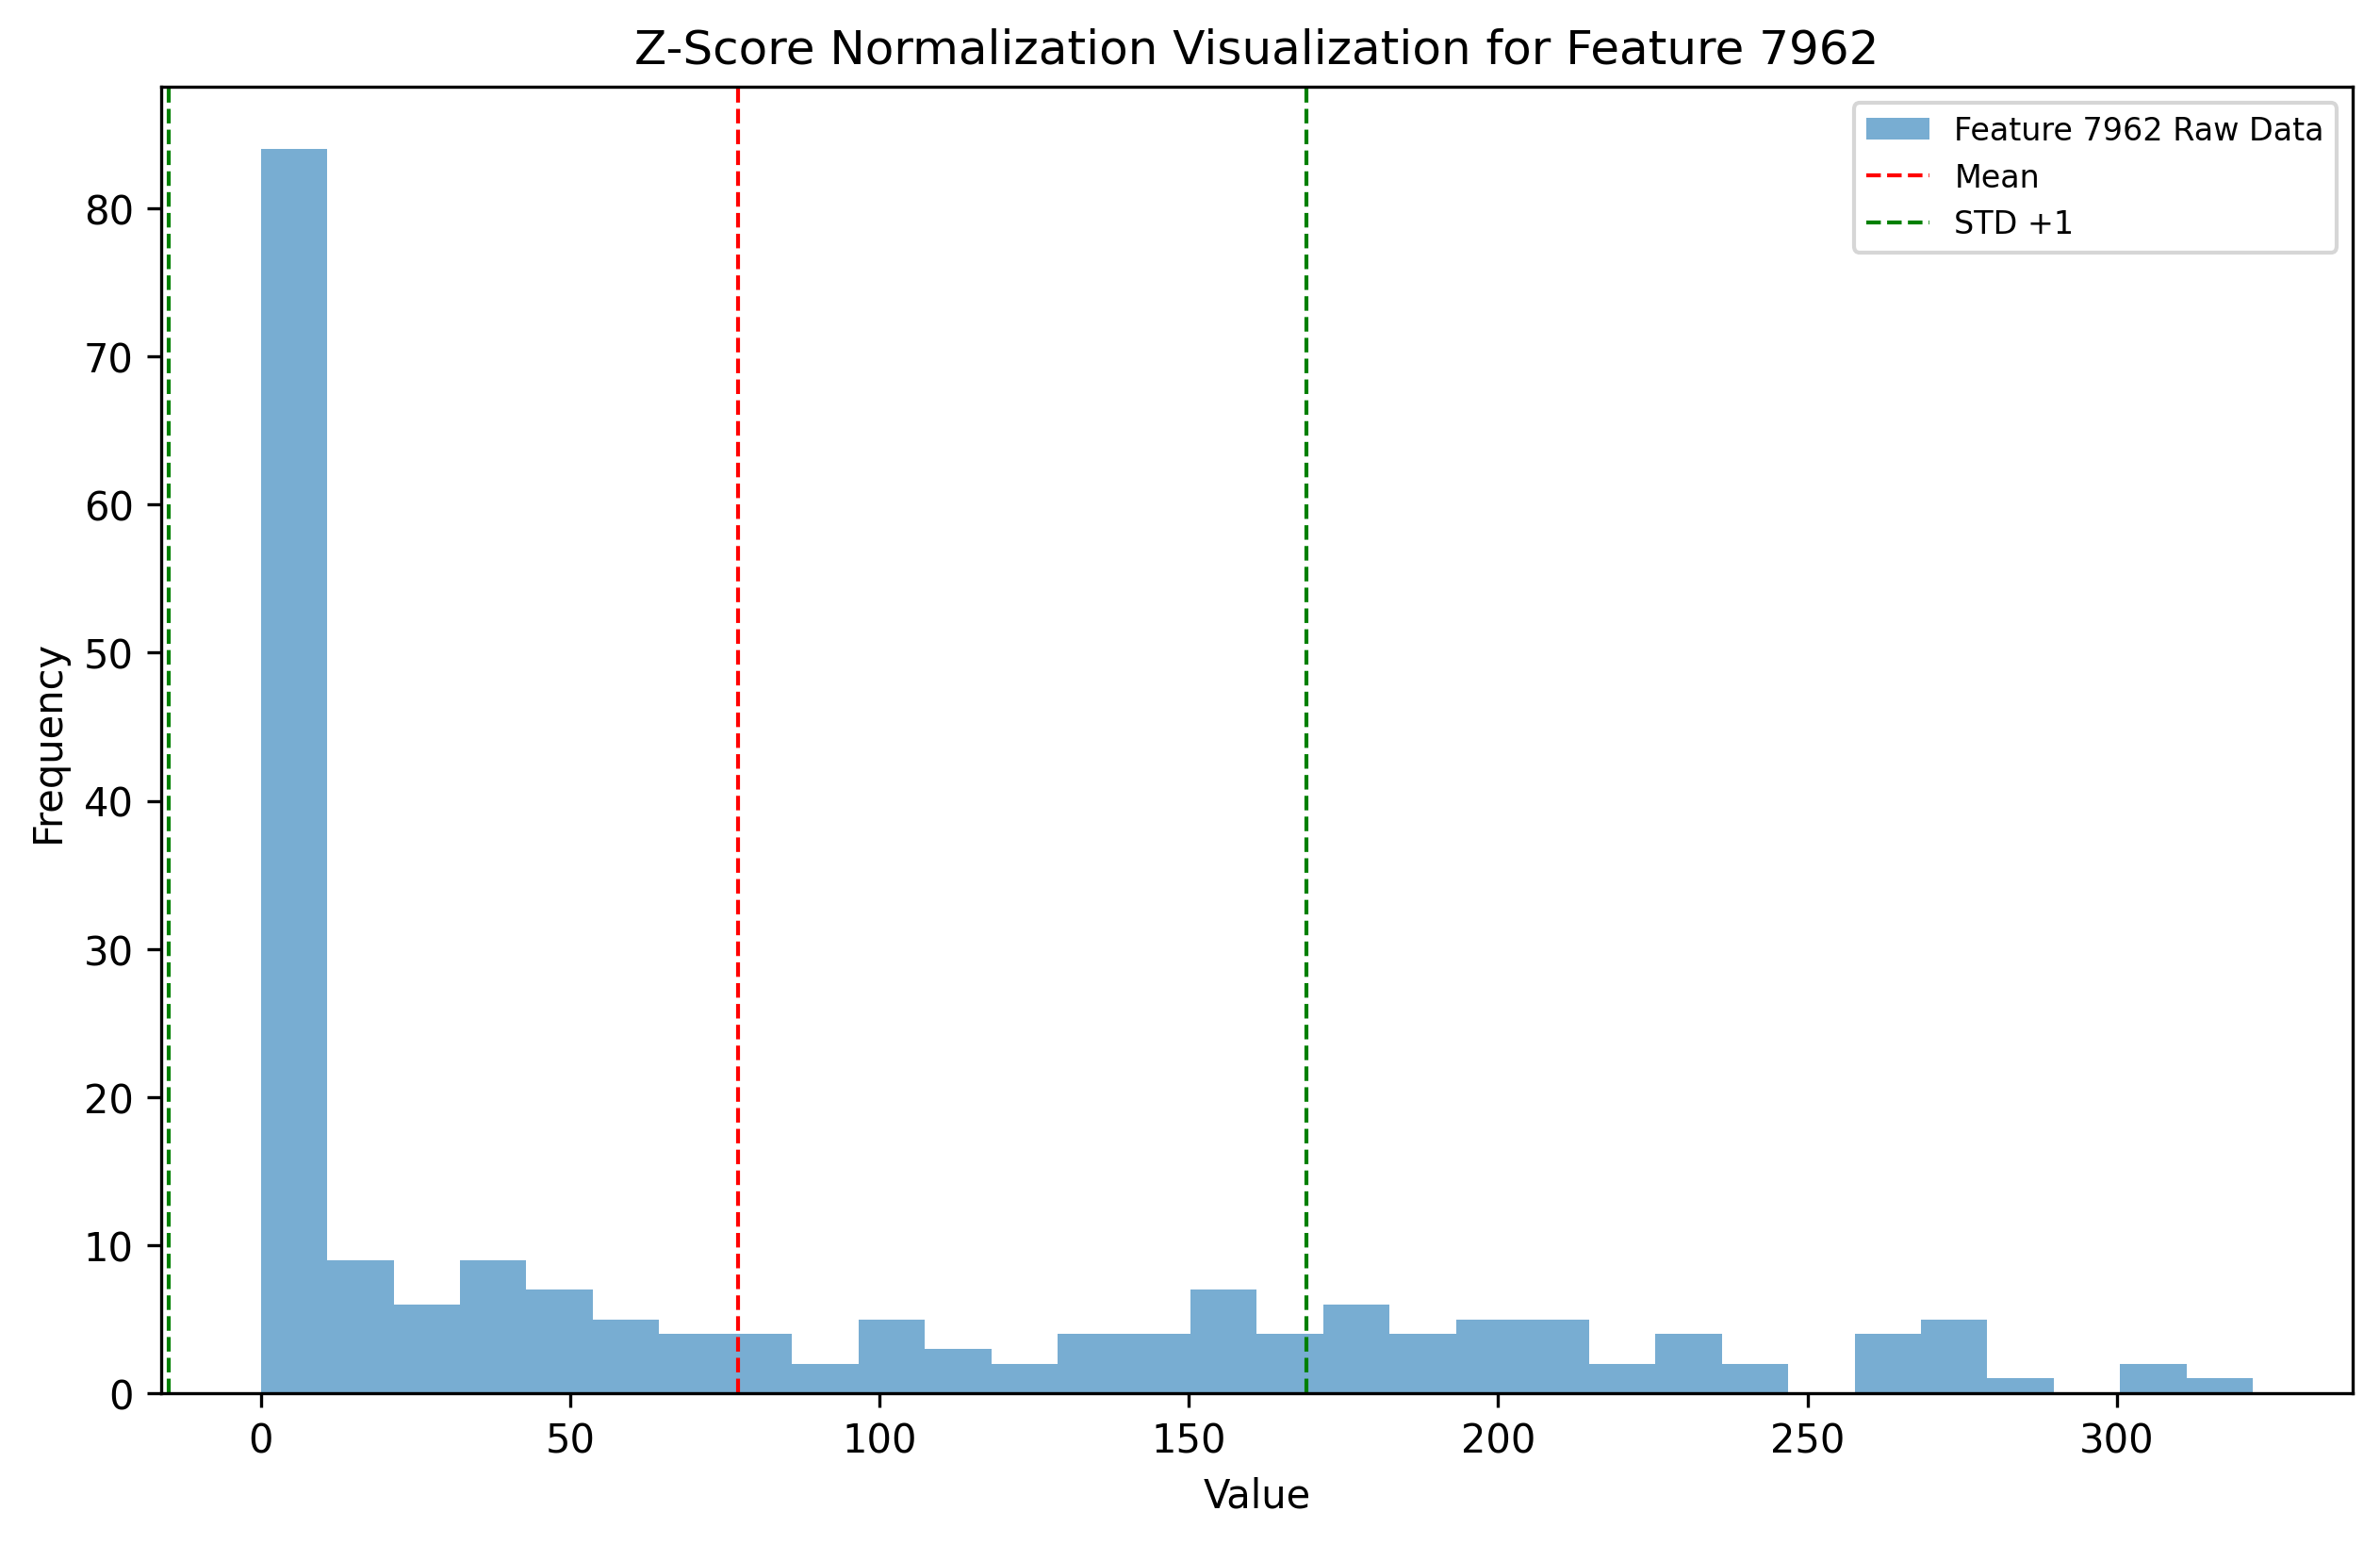 Z-Score Normalization Visualization for Feature 7962
Feature 7962 Raw Data
Mean
STD +1
80
70
60
50
40
30
20
10
0
Frequency
0 50 100 150 200 250 300
Value